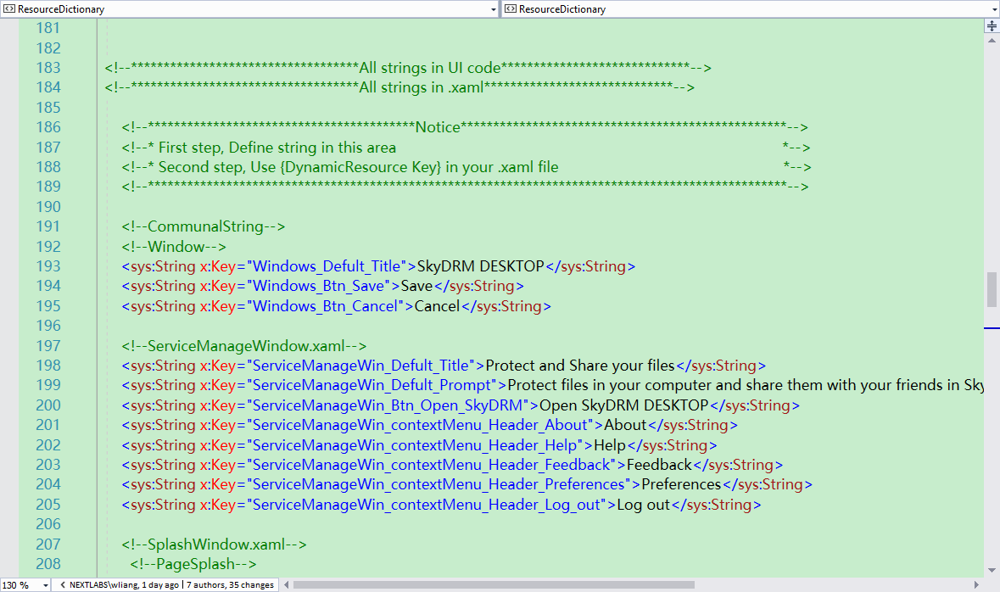 ResourceDictionary
ResourceDictionary
181
182
183 <!--***********************************All strings in UI code*****************************-->
184 <!--***********************************All strings in .xaml*****************************-->
185
186 <!--*****************************************Notice**************************************************-->
187 <!--* First step, Define string in this area *-->
188 <!--* Second step, Use {DynamicResource Key} in your .xaml file *-->
189 <!--**************************************************************************************************-->
190
191 <!--CommunalString-->
192 <!--Window-->
193 <sys:String x:Key="Windows_Defult_Title">SkyDRM DESKTOP</sys:String>
194 <sys:String x:Key="Windows_Btn_Save">Save</sys:String>
195 <sys:String x:Key="Windows_Btn_Cancel">Cancel</sys:String>
196
197 <!--ServiceManageWindow.xaml-->
198 <sys:String x:Key="ServiceManageWin_Defult_Title">Protect and Share your files</sys:String>
199 <sys:String x:Key="ServiceManageWin_Defult_Prompt">Protect files in your computer and share them with your friends in Sky
200 <sys:String x:Key="ServiceManageWin_Btn_Open_SkyDRM">Open SkyDRM DESKTOP</sys:String>
201 <sys:String x:Key="ServiceManageWin_contextMenu_Header_About">About</sys:String>
202 <sys:String x:Key="ServiceManageWin_contextMenu_Header_Help">Help</sys:String>
203 <sys:String x:Key="ServiceManageWin_contextMenu_Header_Feedback">Feedback</sys:String>
204 <sys:String x:Key="ServiceManageWin_contextMenu_Header_Preferences">Preferences</sys:String>
205 <sys:String x:Key="ServiceManageWin_contextMenu_Header_Log_out">Log out</sys:String>
206
207 <!--SplashWindow.xaml-->
208 <!--PageSplash-->
130 % NEXTLABS\wliang, 1 day ago | 7 authors, 35 changes